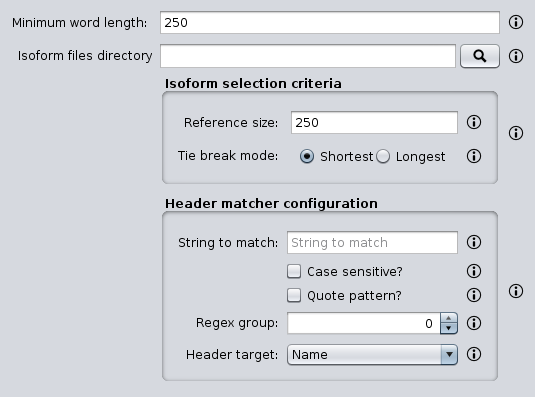 Minimum word length: 250
Isoform files directory
Isoform selection criteria
Reference size: 250
Tie break mode: Shortest Longest
Header matcher configuration
String to match: String to match
Case sensitive?
Quote pattern?
Regex group: 0
Header target: Name